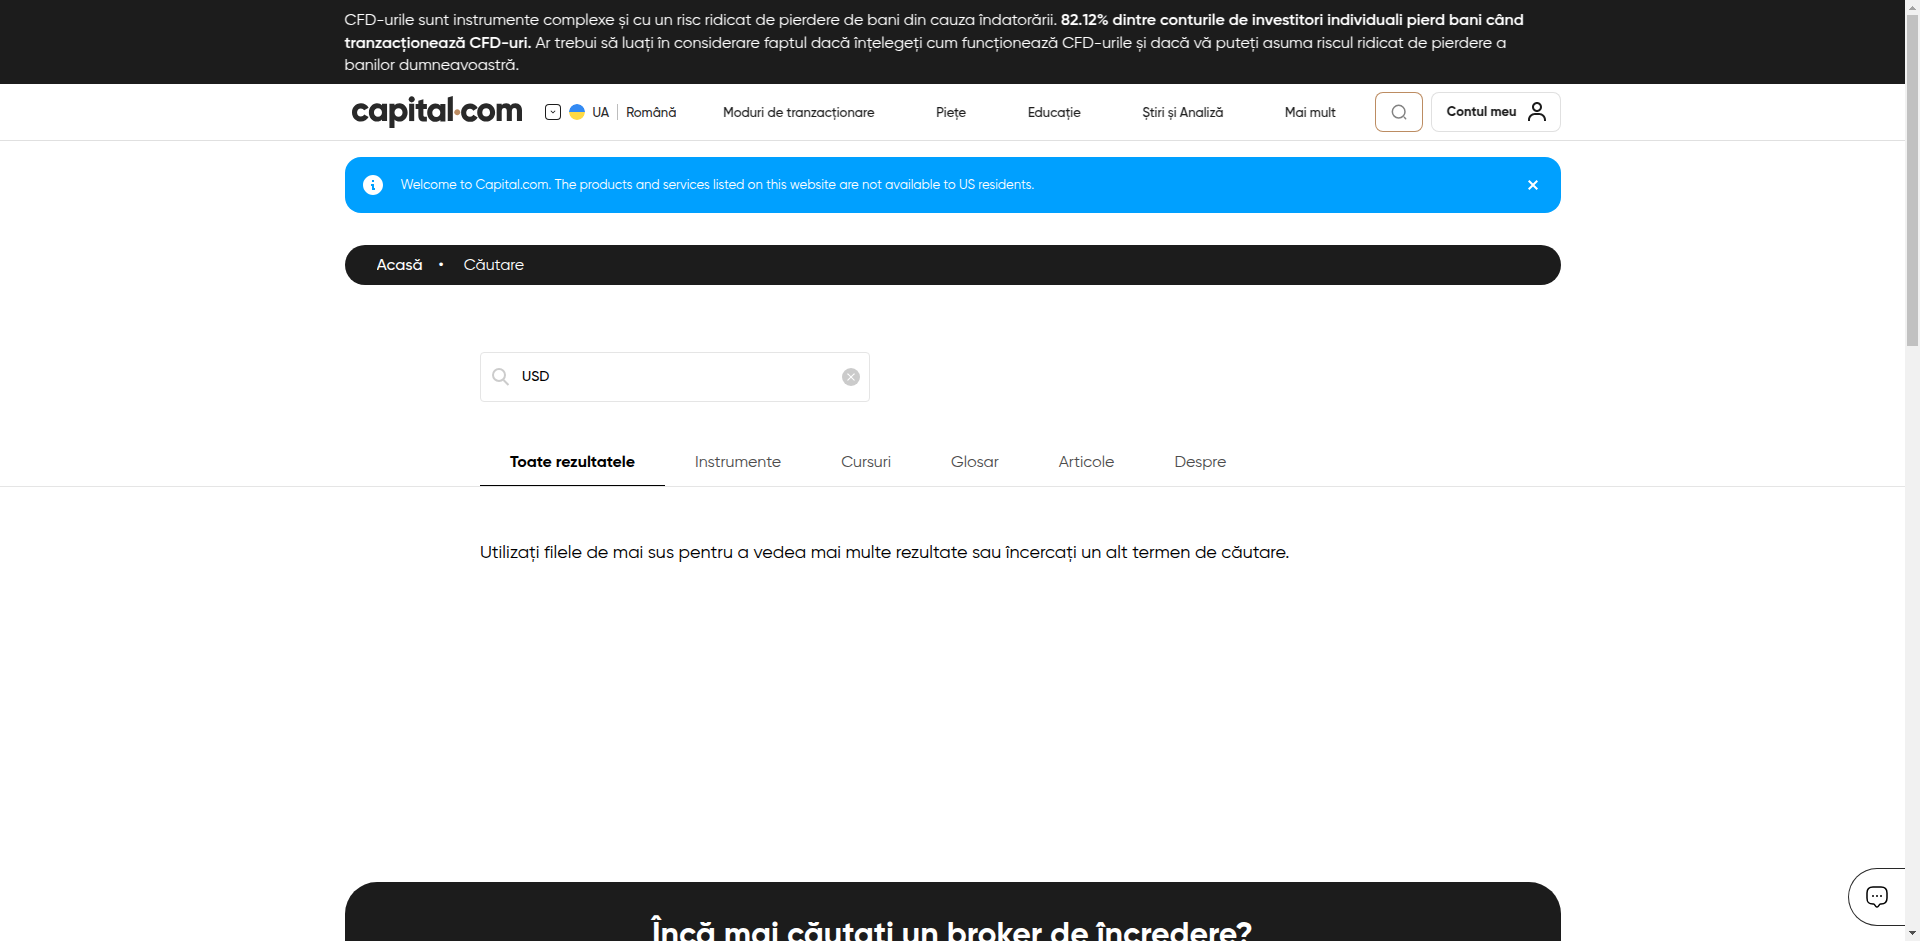 CFD-urile sunt instrumente complexe și cu un risc ridicat de pierdere de bani din cauza îndatorării. 82.12% dintre conturile de investitori individuali pierd bani când
tranzacționează CFD-uri. Ar trebui să luați în considerare faptul dacă înțelegeți cum funcționează CFD-urile și dacă vă puteți asuma riscul ridicat de pierdere a
banilor dumneavoastră.
capital.com UA Română Moduri de tranzacționare Piețe Educație Știri și Analiză Mai mult Contul meu
Welcome to Capital.com. The products and services listed on this website are not available to US residents.
Acasă • Căutare
USD
Toate rezultatele Instrumente Cursuri Glosar Articole Despre
Utilizați filele de mai sus pentru a vedea mai multe rezultate sau încercați un alt termen de căutare.
Încă mai căutați un broker de încredere?